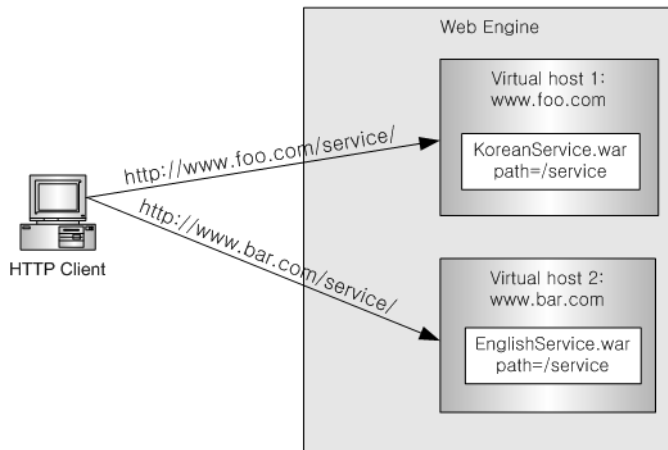 Web Engine
Virtual host 1:
www.foo.com
KoreanService.war
path=/service
http://www.foo.com/service/
http://www.bar.com/service/
HTTP Client
Virtual host 2:
www.bar.com
EnglishService.war
path=/service